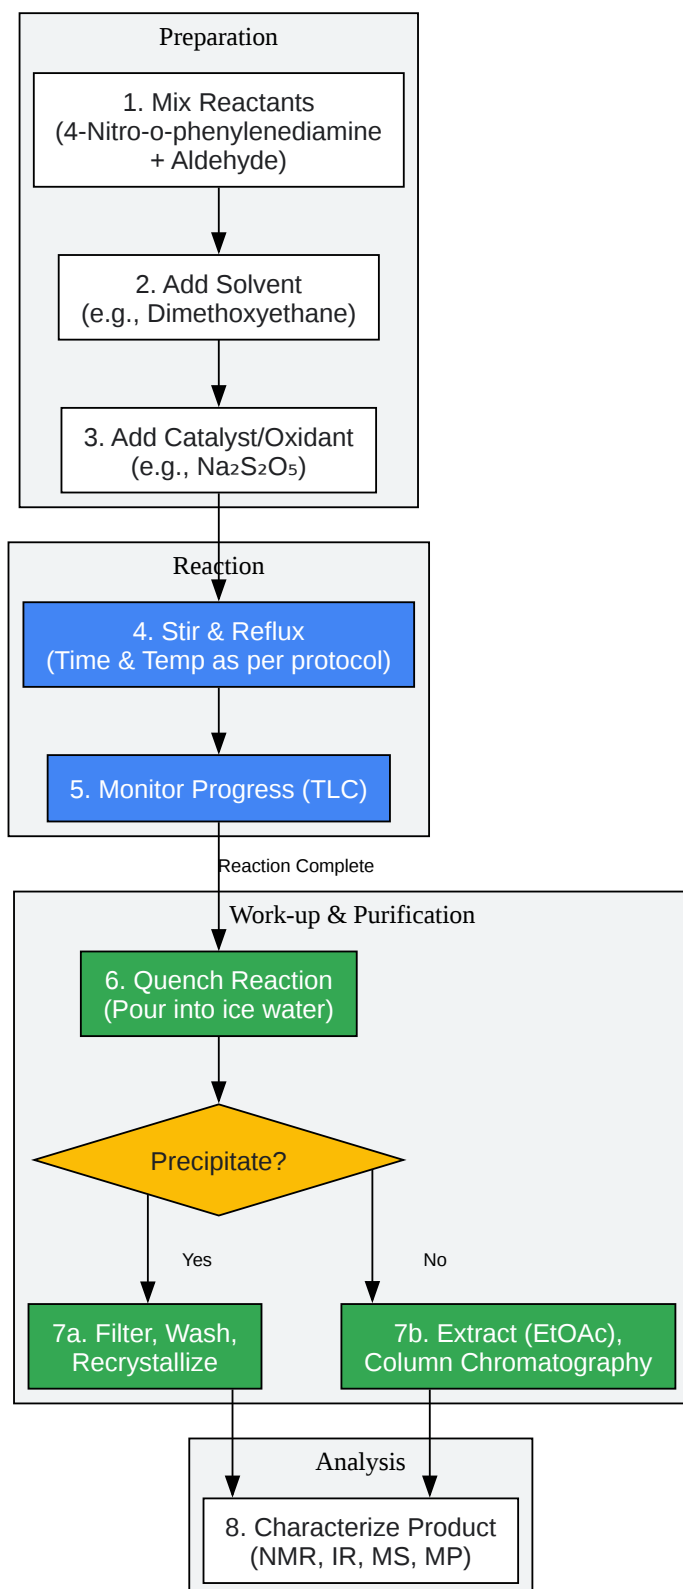 Preparation
1. Mix Reactants
(4-Nitro-o-phenylenediamine
+ Aldehyde)
2. Add Solvent
(e.g., Dimethoxyethane)
3. Add Catalyst/Oxidant
(e.g., Na₂S₂O₅)
Reaction
4. Stir & Reflux
(Time & Temp as per protocol)
5. Monitor Progress (TLC)
Reaction Complete
Work-up & Purification
6. Quench Reaction
(Pour into ice water)
Precipitate?
Yes
No
7a. Filter, Wash,
Recrystallize
7b. Extract (EtOAc),
Column Chromatography
Analysis
8. Characterize Product
(NMR, IR, MS, MP)